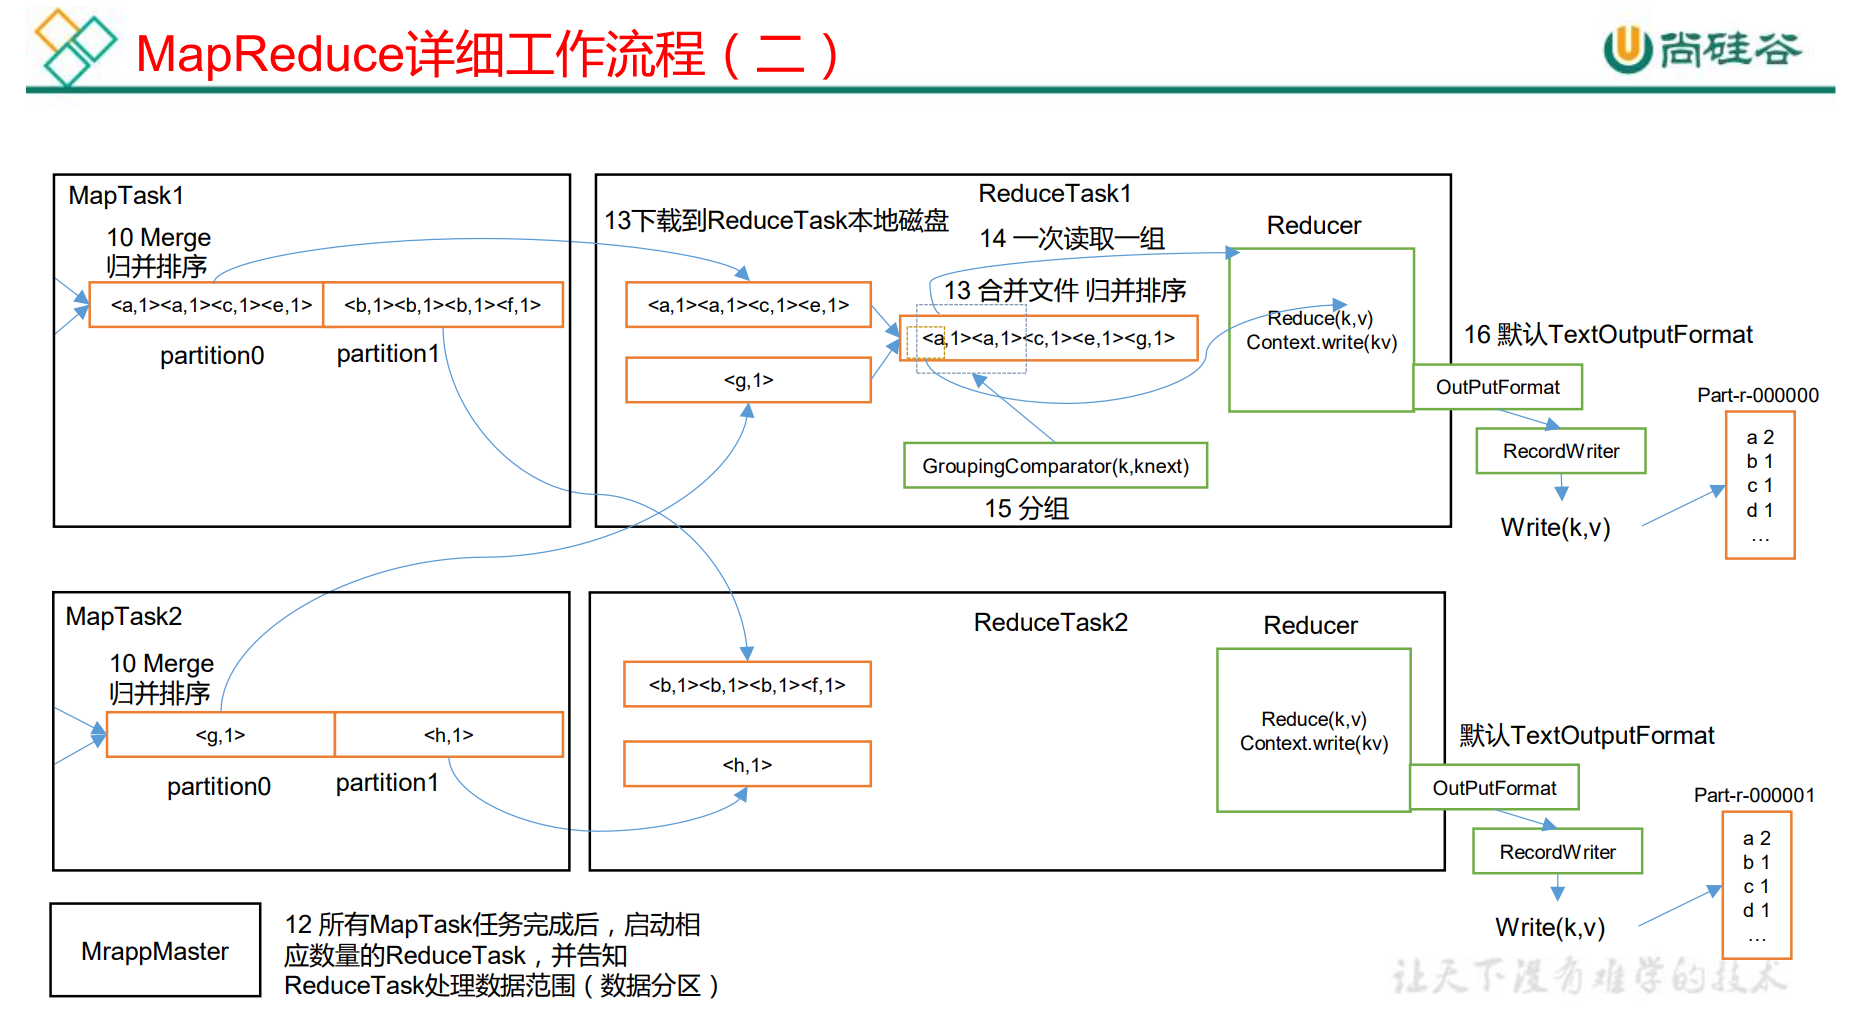 MapReduce详细工作流程（二）
尚硅谷
MapTask1
10 Merge
归并排序
<a,1><a,1><c,1><e,1>
<b,1><b,1><b,1><f,1>
partition0
partition1
ReduceTask1
13下载到ReduceTask本地磁盘
14 一次读取一组
Reducer
<a,1><a,1><c,1><e,1>
13 合并文件 归并排序
<a,1><a,1><c,1><e,1><g,1>
<g,1>
Reduce(k,v)
Context.write(kv)
GroupingComparator(k,knext)
15 分组
16 默认TextOutputFormat
OutPutFormat
RecordWriter
Write(k,v)
Part-r-000000
a 2
b 1
c 1
d 1
…
MapTask2
10 Merge
归并排序
<g,1>
<h,1>
partition0
partition1
ReduceTask2
Reducer
<b,1><b,1><b,1><f,1>
<h,1>
Reduce(k,v)
Context.write(kv)
默认TextOutputFormat
OutPutFormat
RecordWriter
Write(k,v)
Part-r-000001
a 2
b 1
c 1
d 1
…
MrappMaster
12 所有MapTask任务完成后，启动相
应数量的ReduceTask，并告知
ReduceTask处理数据范围（数据分区）
让天下没有难学的技术